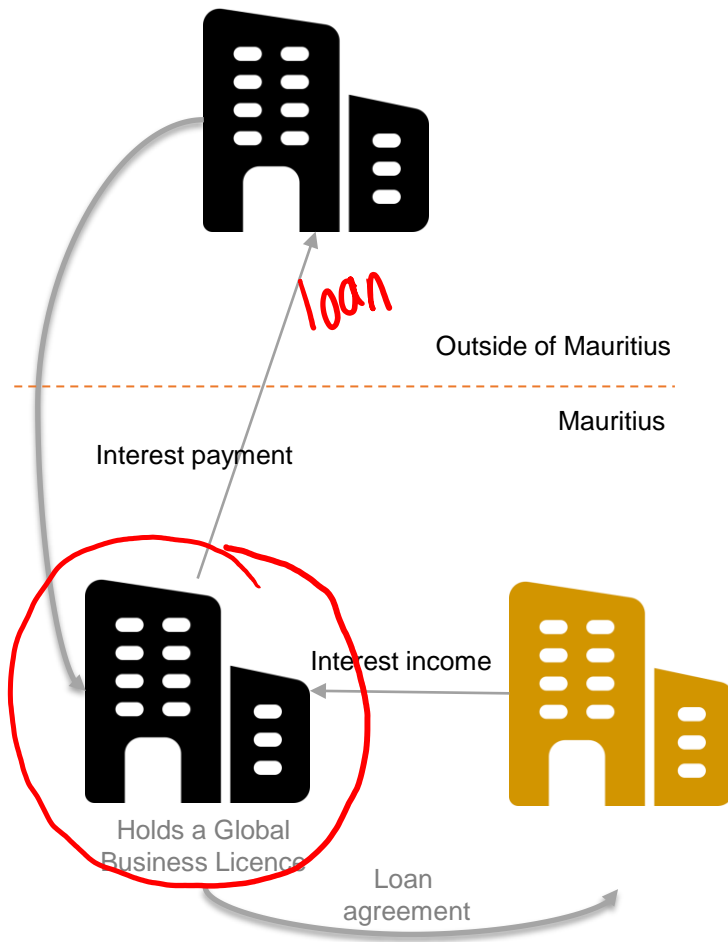 loan
Outside of Mauritius
Mauritius
Interest payment
Interest income
Holds a Global
Business Licence
Loan
agreement